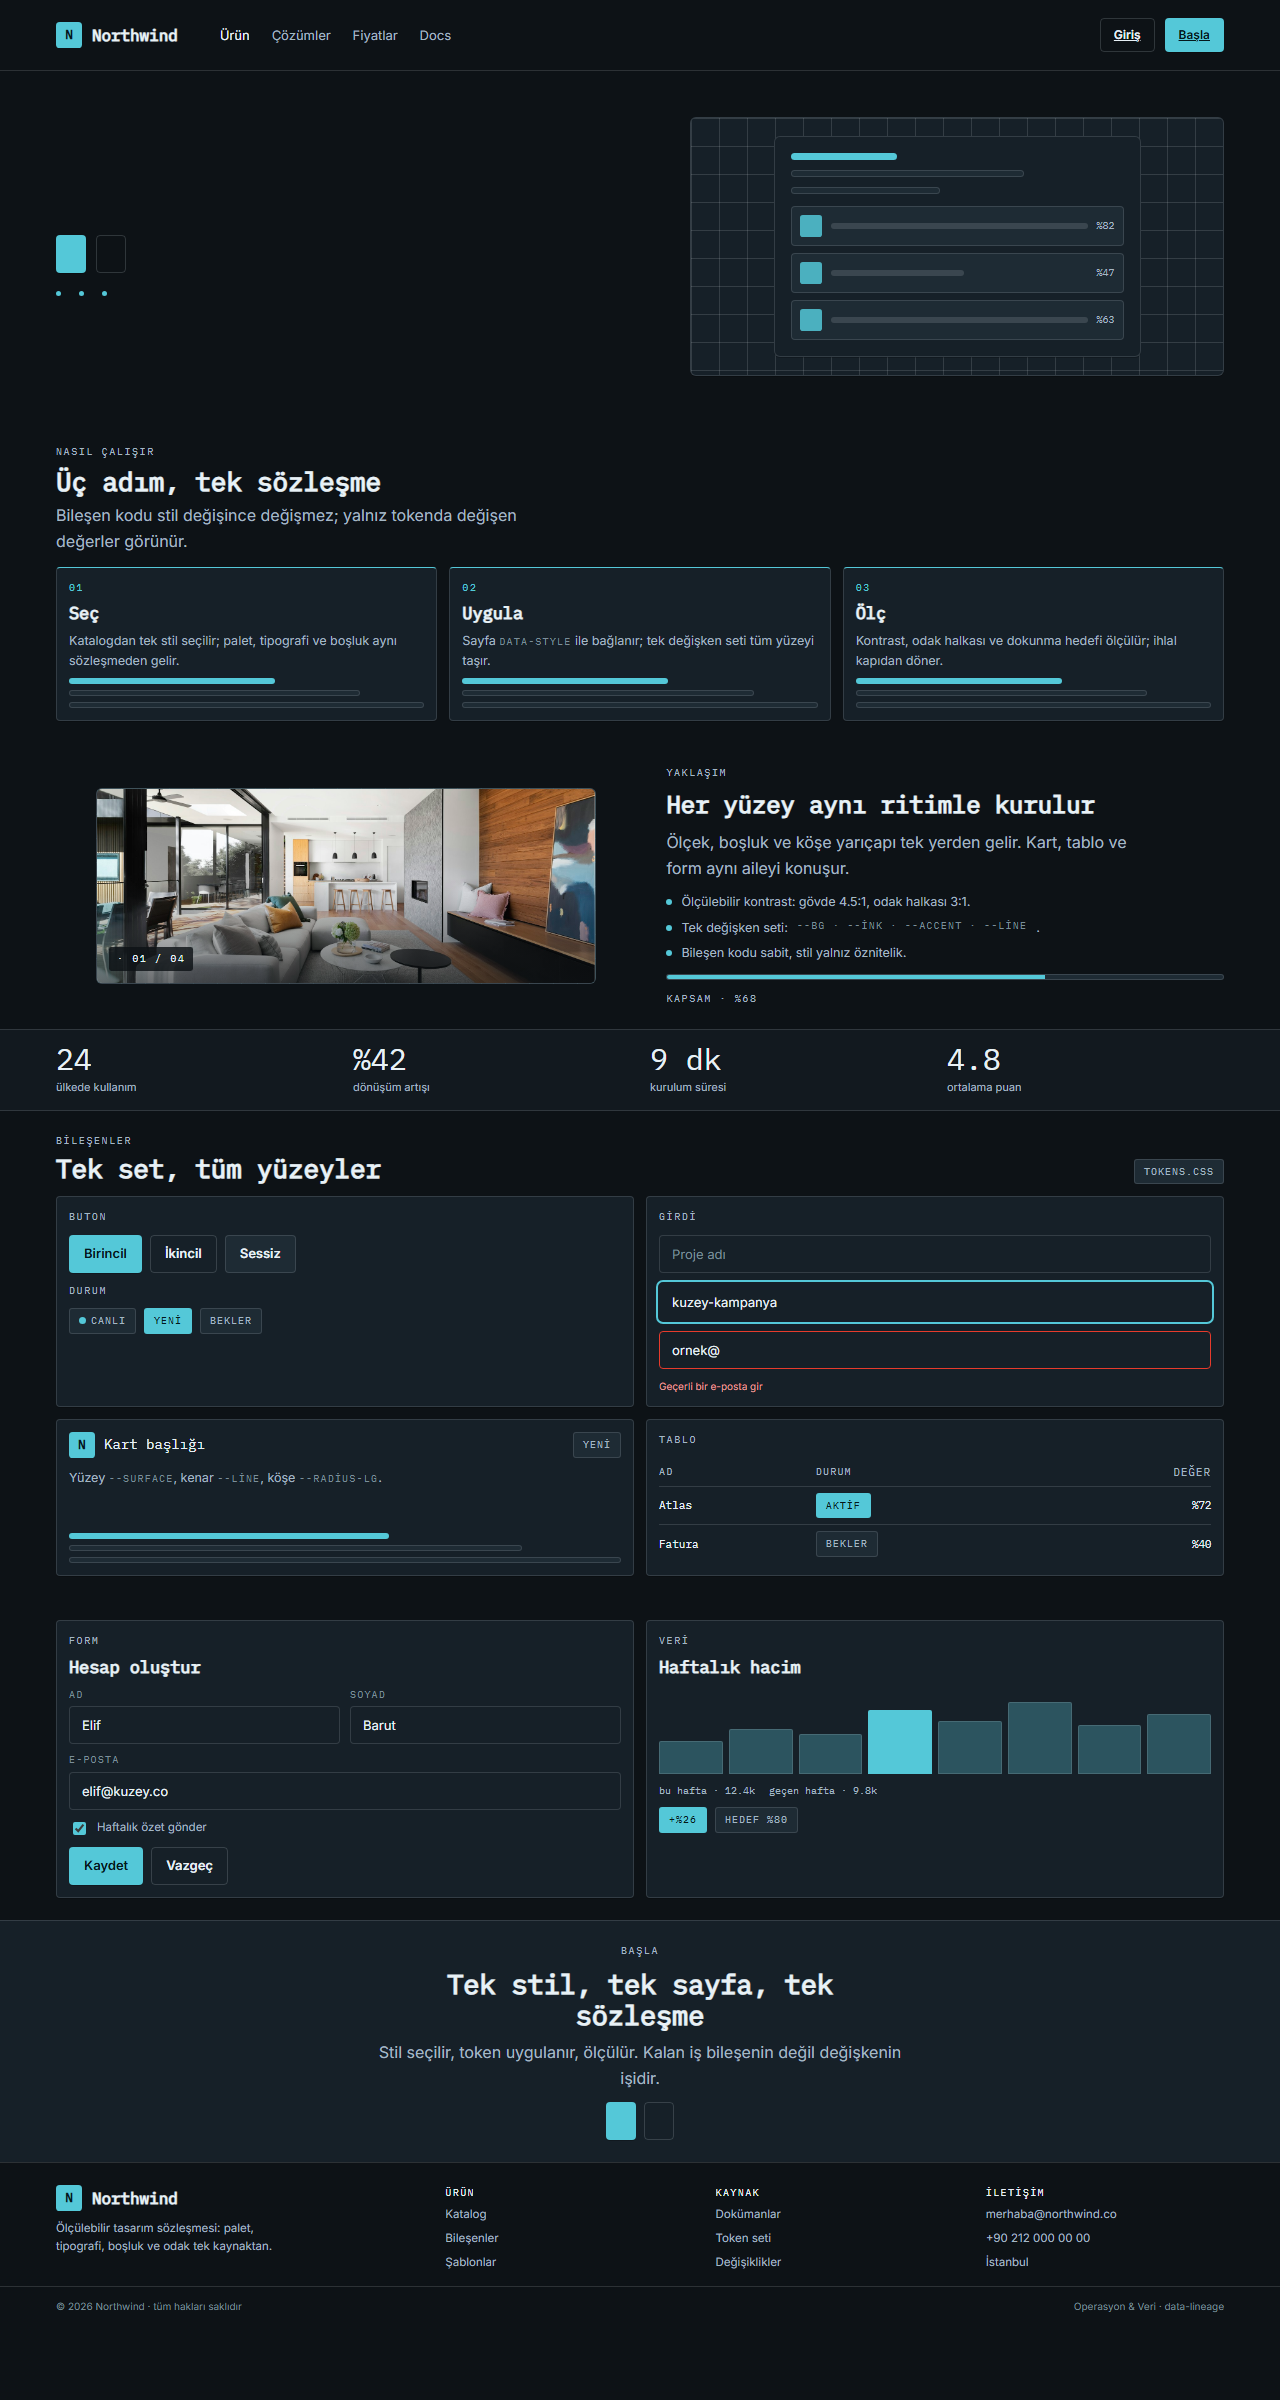 N Northwind Ürün Çözümler Fiyatlar Docs Giriş Başla
%82
%47
%63
NASIL ÇALIŞIR
Üç adım, tek sözleşme
Bileşen kodu stil değişince değişmez; yalnız tokenda değişen
değerler görünür.
01
Seç
Katalogdan tek stil seçilir; palet, tipografi ve boşluk aynı
sözleşmeden gelir.
02
Uygula
Sayfa DATA-STYLE ile bağlanır; tek değişken seti tüm yüzeyi
taşır.
03
Ölç
Kontrast, odak halkası ve dokunma hedefi ölçülür; ihlal
kapıdan döner.
· 01 / 04
YAKLAŞIM
Her yüzey aynı ritimle kurulur
Ölçek, boşluk ve köşe yarıçapı tek yerden gelir. Kart, tablo ve
form aynı aileyi konuşur.
Ölçülebilir kontrast: gövde 4.5:1, odak halkası 3:1.
Tek değişken seti: --BG · --İNK · --ACCENT · --LİNE .
Bileşen kodu sabit, stil yalnız öznitelik.
KAPSAM · %68
24
ülkede kullanım
%42
dönüşüm artışı
9 dk
kurulum süresi
4.8
ortalama puan
BİLEŞENLER
Tek set, tüm yüzeyler
TOKENS.CSS
BUTON
Birincil İkincil Sessiz
DURUM
CANLI YENİ BEKLER
GİRDİ
Proje adı
kuzey-kampanya
ornek@
Geçerli bir e-posta gir
N Kart başlığı YENİ
Yüzey --SURFACE, kenar --LİNE, köşe --RADİUS-LG.
TABLO
AD DURUM DEĞER
Atlas AKTİF %72
Fatura BEKLER %40
FORM
Hesap oluştur
AD SOYAD
Elif Barut
E-POSTA
elif@kuzey.co
Haftalık özet gönder
Kaydet Vazgeç
VERİ
Haftalık hacim
bu hafta · 12.4k geçen hafta · 9.8k
+%26 HEDEF %80
BAŞLA
Tek stil, tek sayfa, tek
sözleşme
Stil seçilir, token uygulanır, ölçülür. Kalan iş bileşenin değil değişkenin
işidir.
N Northwind
Ölçülebilir tasarım sözleşmesi: palet,
tipografi, boşluk ve odak tek kaynaktan.
ÜRÜN
Katalog
Bileşenler
Şablonlar
KAYNAK
Dokümanlar
Token seti
Değişiklikler
İLETİŞİM
merhaba@northwind.co
+90 212 000 00 00
İstanbul
© 2026 Northwind · tüm hakları saklıdır
Operasyon & Veri · data-lineage